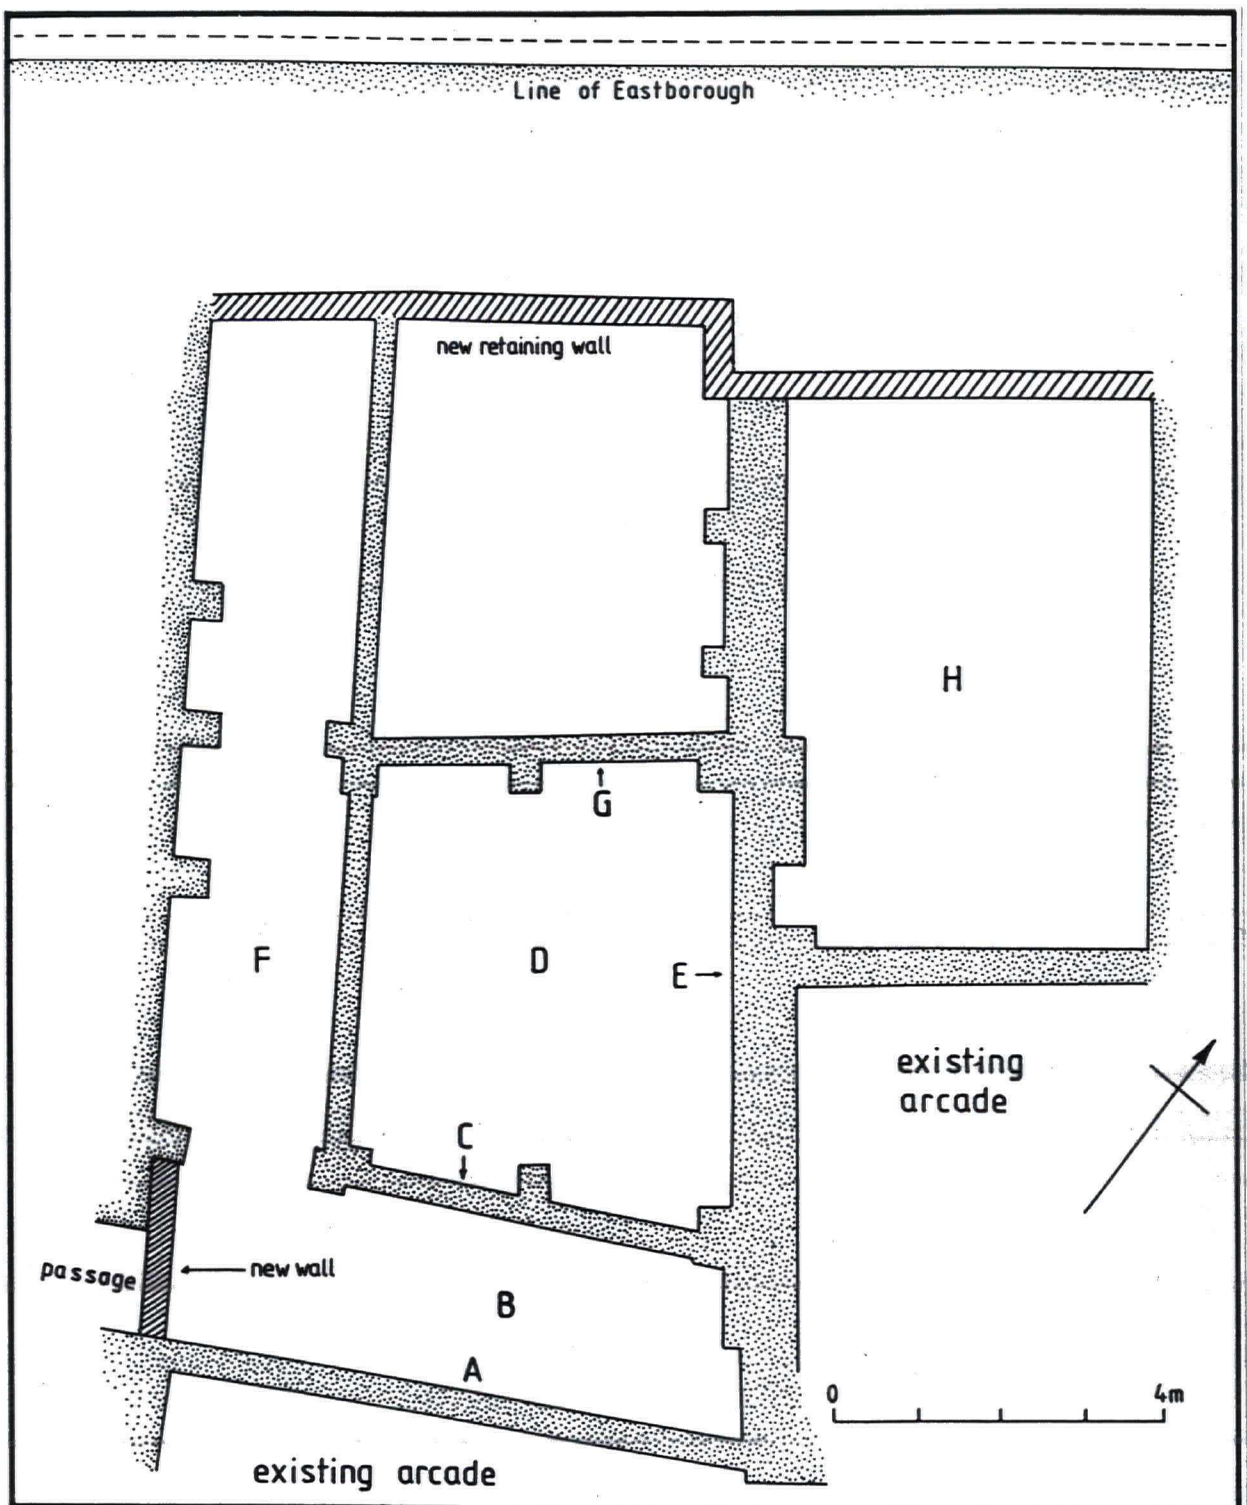 Line of Eastborough
new retaining wall
H
G
F
D
E
existing
arcade
C
passage
new wall
B
A
0
4m
existing arcade